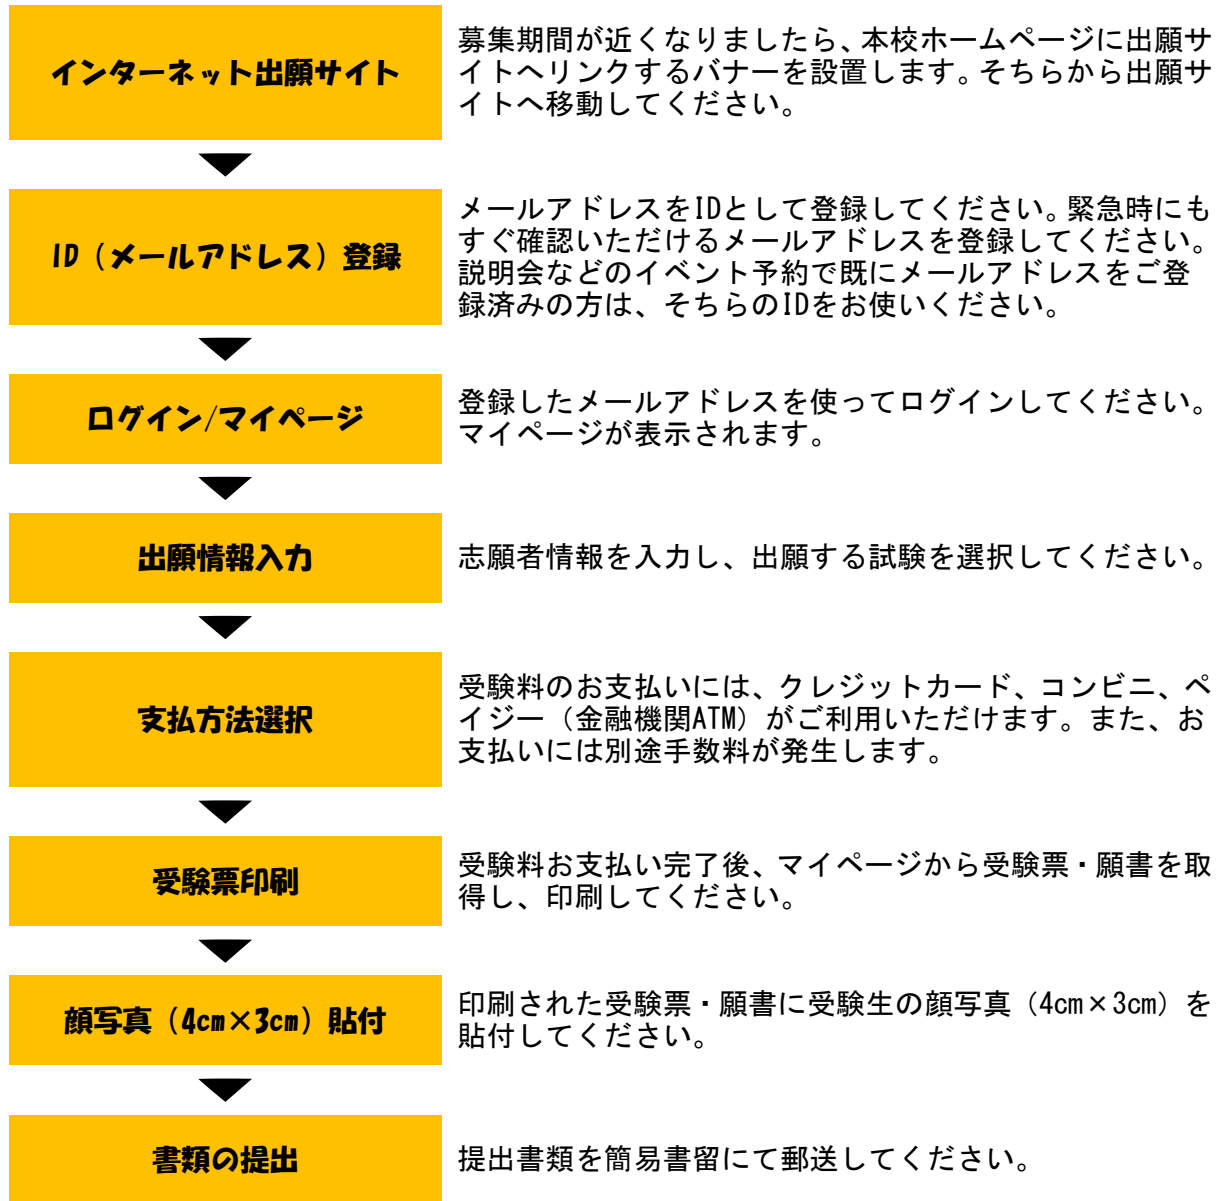 インターネット出願サイト
募集期間が近くなりましたら、本校ホームページに出願サ
イトへリンクするバナーを設置します。そちらから出願サ
イトへ移動してください。
ID（メールアドレス）登録
メールアドレスをIDとして登録してください。緊急時にも
すぐ確認いただけるメールアドレスを登録してください。
説明会などのイベント予約で既にメールアドレスをご登
録済みの方は、そちらのIDをお使いください。
ログイン/マイページ
登録したメールアドレスを使ってログインしてください。
マイページが表示されます。
出願情報入力
志願者情報を入力し、出願する試験を選択してください。
支払方法選択
受験料のお支払いには、クレジットカード、コンビニ、ペ
イジー（金融機関ATM）がご利用いただけます。また、お
支払いには別途手数料が発生します。
受験票印刷
受験料お支払い完了後、マイページから受験票・願書を取
得し、印刷してください。
顔写真（4cm×3cm）貼付
印刷された受験票・願書に受験生の顔写真（4cm×3cm）を
貼付してください。
書類の提出
提出書類を簡易書留にて郵送してください。